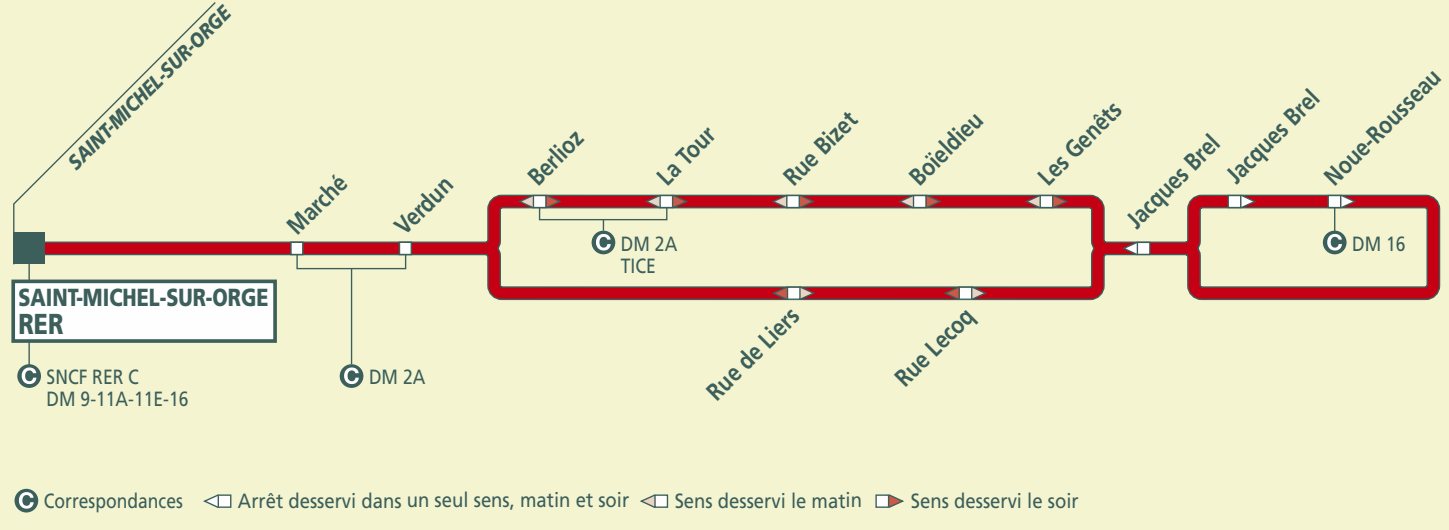 SAINT-MICHEL-SUR-ORGE
Marché
Verdun
Berlioz
La Tour
Rue Bizet
Boïeldieu
Les Genêts
Jacques Brel
Jacques Brel
Noue-Rousseau
C DM 2A
TICE
C DM 16
SAINT-MICHEL-SUR-ORGE
RER
Rue de Liers
Rue Lecoq
C SNCF RER C
DM 9-11A-11E-16
C DM 2A
C Correspondances Arrêt desservi dans un seul sens, matin et soir Sens desservi le matin Sens desservi le soir